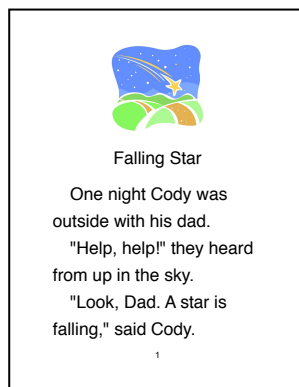 Falling Star
One night Cody was
outside with his dad.
"Help, help!" they heard
from up in the sky.
"Look, Dad. A star is
falling," said Cody.
1